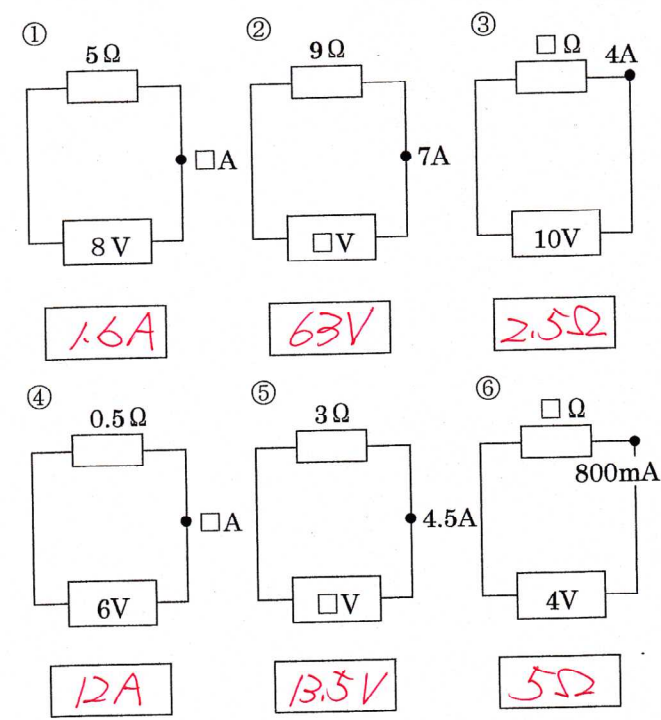 ① ② ③
5Ω 9Ω □Ω 4A
□A 7A
8V □V 10V
1.6A 63V 2.5Ω
④ ⑤ ⑥
0.5Ω 3Ω □Ω
800mA
□A 4.5A
6V □V 4V
12A 13.5V 5Ω